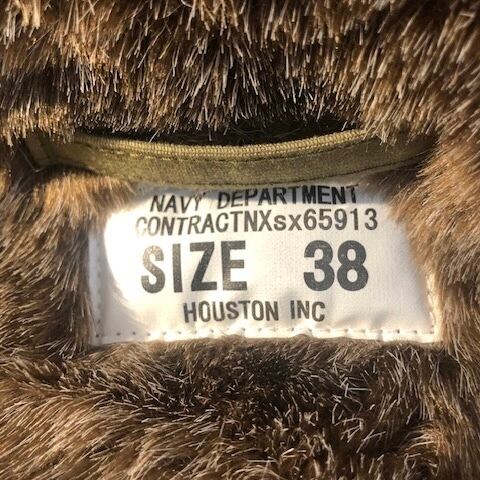 NAVY DEPARTMENT
CONTRACTNXsx65913
SIZE 38
HOUSTON INC